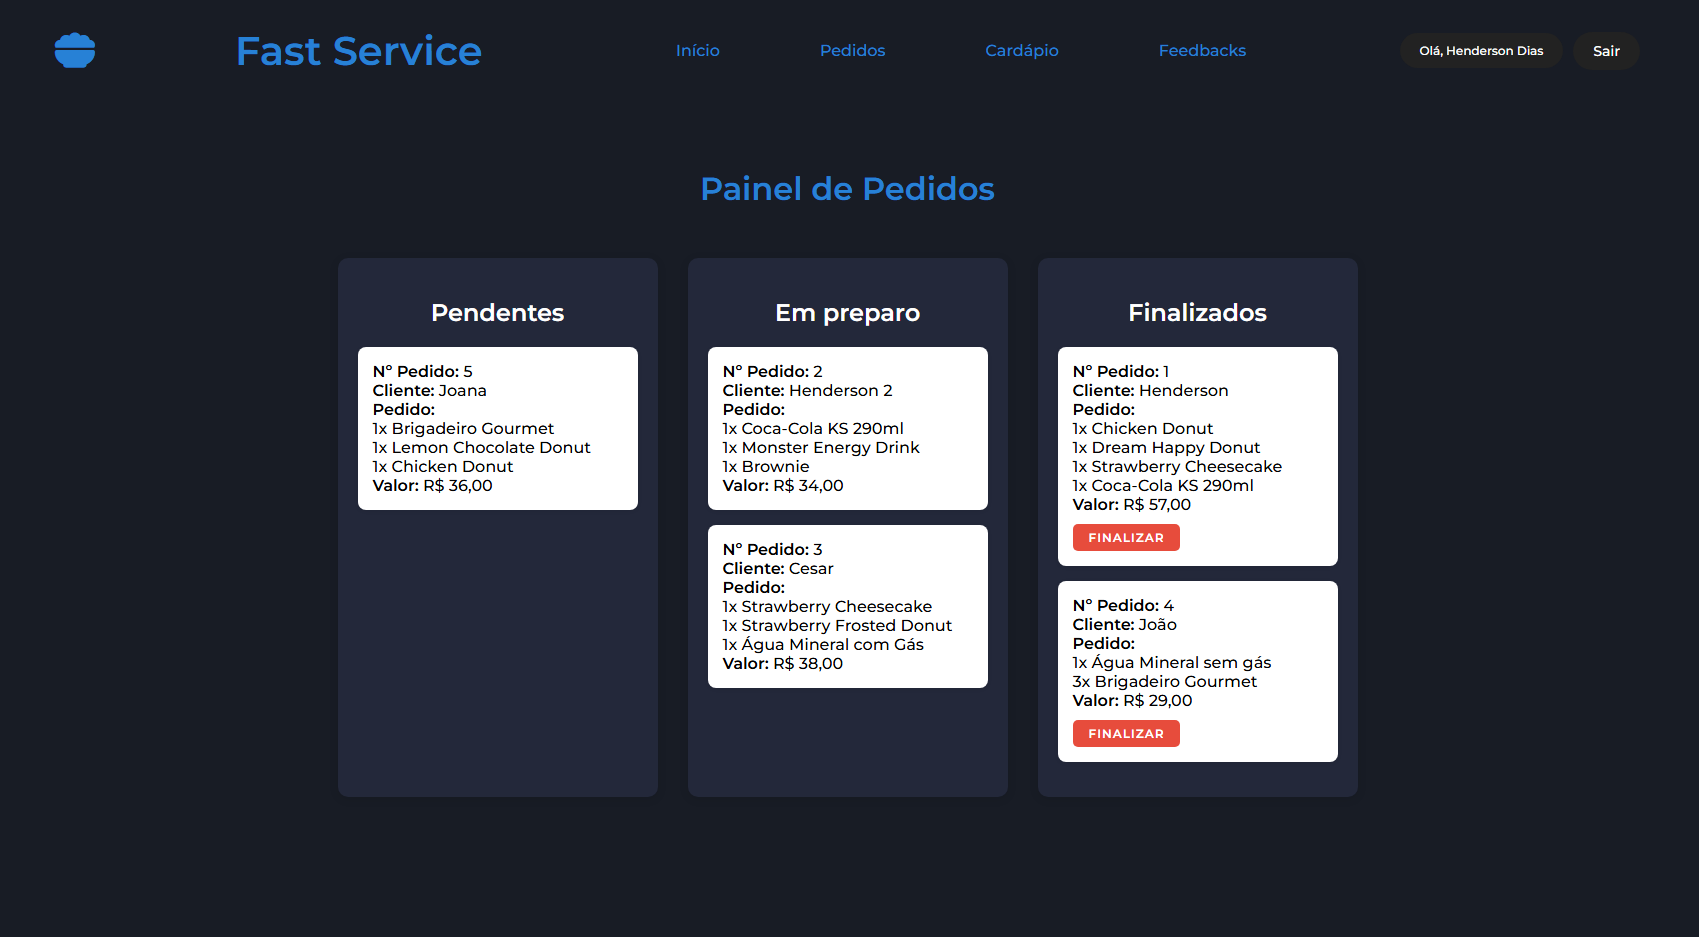 Fast Service
Início
Pedidos
Cardápio
Feedbacks
Olá, Henderson Dias
Sair
Painel de Pedidos
Pendentes
Nº Pedido: 5
Cliente: Joana
Pedido:
1x Brigadeiro Gourmet
1x Lemon Chocolate Donut
1x Chicken Donut
Valor: R$ 36,00
Em preparo
Nº Pedido: 2
Cliente: Henderson 2
Pedido:
1x Coca-Cola KS 290ml
1x Monster Energy Drink
1x Brownie
Valor: R$ 34,00
Nº Pedido: 3
Cliente: Cesar
Pedido:
1x Strawberry Cheesecake
1x Strawberry Frosted Donut
1x Água Mineral com Gás
Valor: R$ 38,00
Finalizados
Nº Pedido: 1
Cliente: Henderson
Pedido:
1x Chicken Donut
1x Dream Happy Donut
1x Strawberry Cheesecake
1x Coca-Cola KS 290ml
Valor: R$ 57,00
FINALIZAR
Nº Pedido: 4
Cliente: João
Pedido:
1x Água Mineral sem gás
3x Brigadeiro Gourmet
Valor: R$ 29,00
FINALIZAR